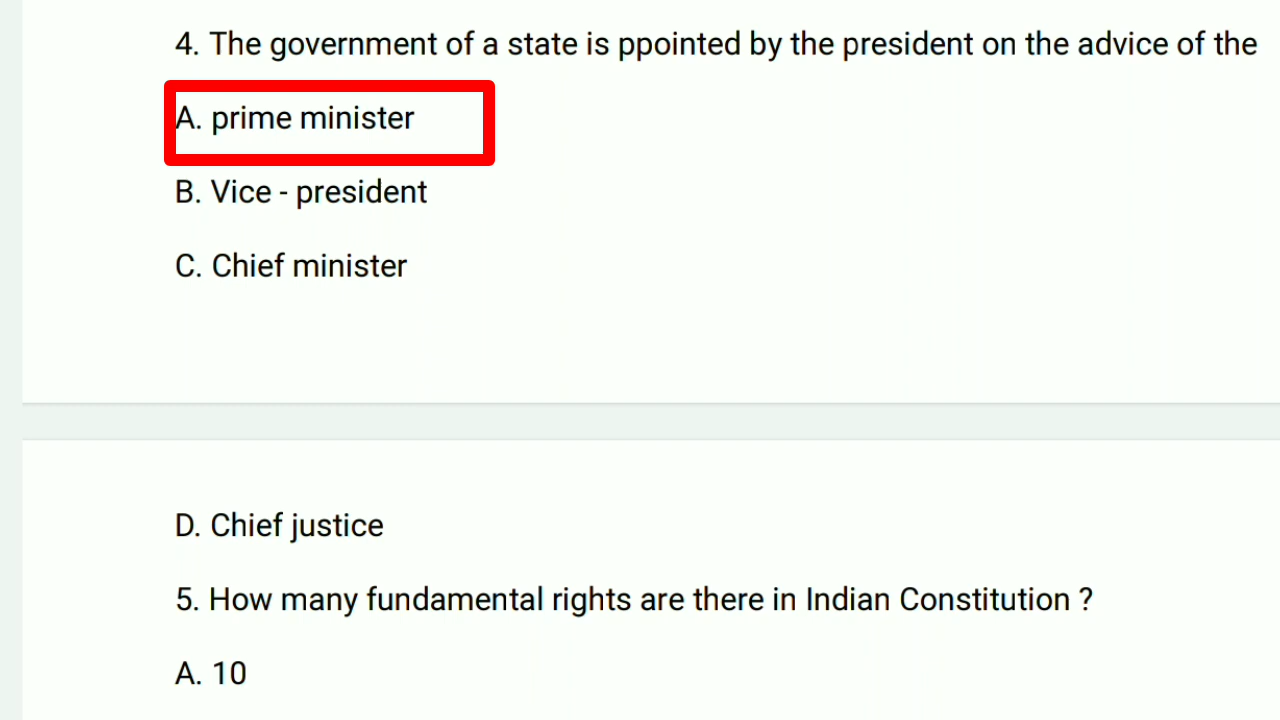 4. The government of a state is ppointed by the president on the advice of the
A. prime minister
B. Vice - president
C. Chief minister
D. Chief justice
5. How many fundamental rights are there in Indian Constitution ?
A. 10